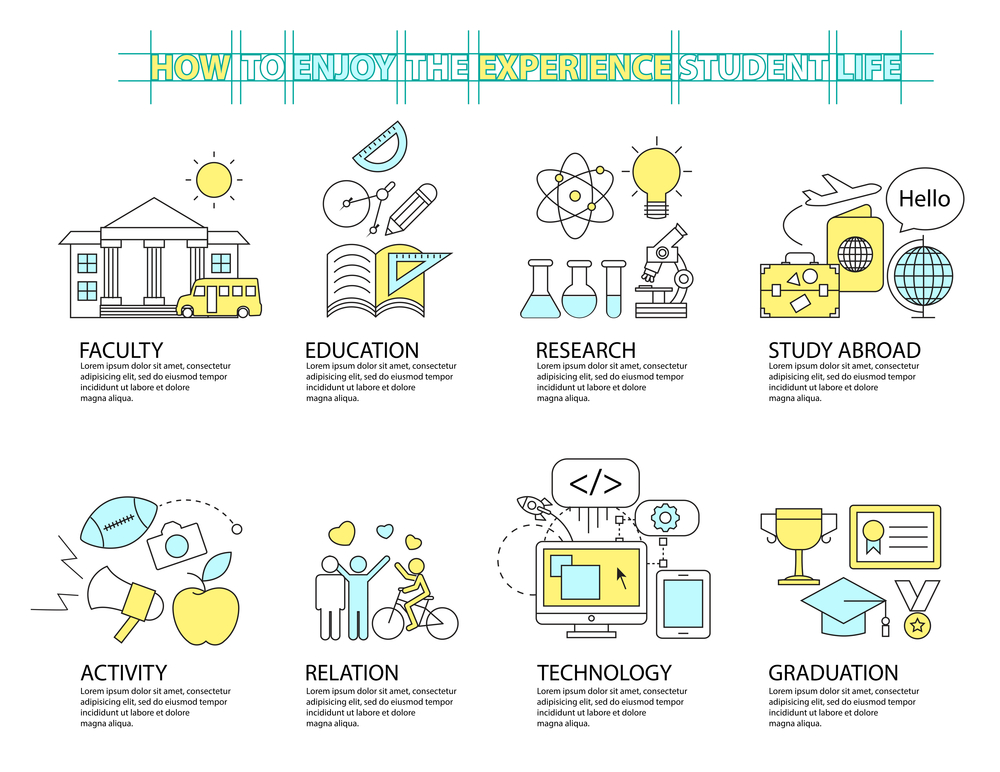 HOW TO ENJOY THE EXPERIENCE STUDENT LIFE
Hello
FACULTY
Lorem ipsum dolor sit amet, consectetur
adipisicing elit, sed do eiusmod tempor
incididunt ut labore et dolore
magna aliqua.
EDUCATION
Lorem ipsum dolor sit amet, consectetur
adipisicing elit, sed do eiusmod tempor
incididunt ut labore et dolore
magna aliqua.
RESEARCH
Lorem ipsum dolor sit amet, consectetur
adipisicing elit, sed do eiusmod tempor
incididunt ut labore et dolore
magna aliqua.
STUDY ABROAD
Lorem ipsum dolor sit amet, consectetur
adipisicing elit, sed do eiusmod tempor
incididunt ut labore et dolore
magna aliqua.
</>
ACTIVITY
Lorem ipsum dolor sit amet, consectetur
adipisicing elit, sed do eiusmod tempor
incididunt ut labore et dolore
magna aliqua.
RELATION
Lorem ipsum dolor sit amet, consectetur
adipisicing elit, sed do eiusmod tempor
incididunt ut labore et dolore
magna aliqua.
TECHNOLOGY
Lorem ipsum dolor sit amet, consectetur
adipisicing elit, sed do eiusmod tempor
incididunt ut labore et dolore
magna aliqua.
GRADUATION
Lorem ipsum dolor sit amet, consectetur
adipisicing elit, sed do eiusmod tempor
incididunt ut labore et dolore
magna aliqua.